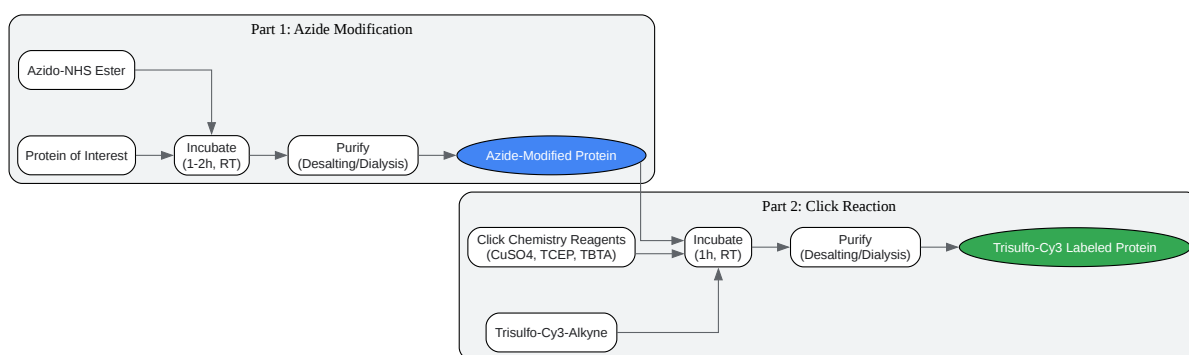 Part 1: Azide Modification
Azido-NHS Ester
Protein of Interest
Incubate
(1-2h, RT)
Purify
(Desalting/Dialysis)
Azide-Modified Protein
Part 2: Click Reaction
Click Chemistry Reagents
(CuSO4, TCEP, TBTA)
Incubate
(1h, RT)
Purify
(Desalting/Dialysis)
Trisulfo-Cy3 Labeled Protein
Trisulfo-Cy3-Alkyne